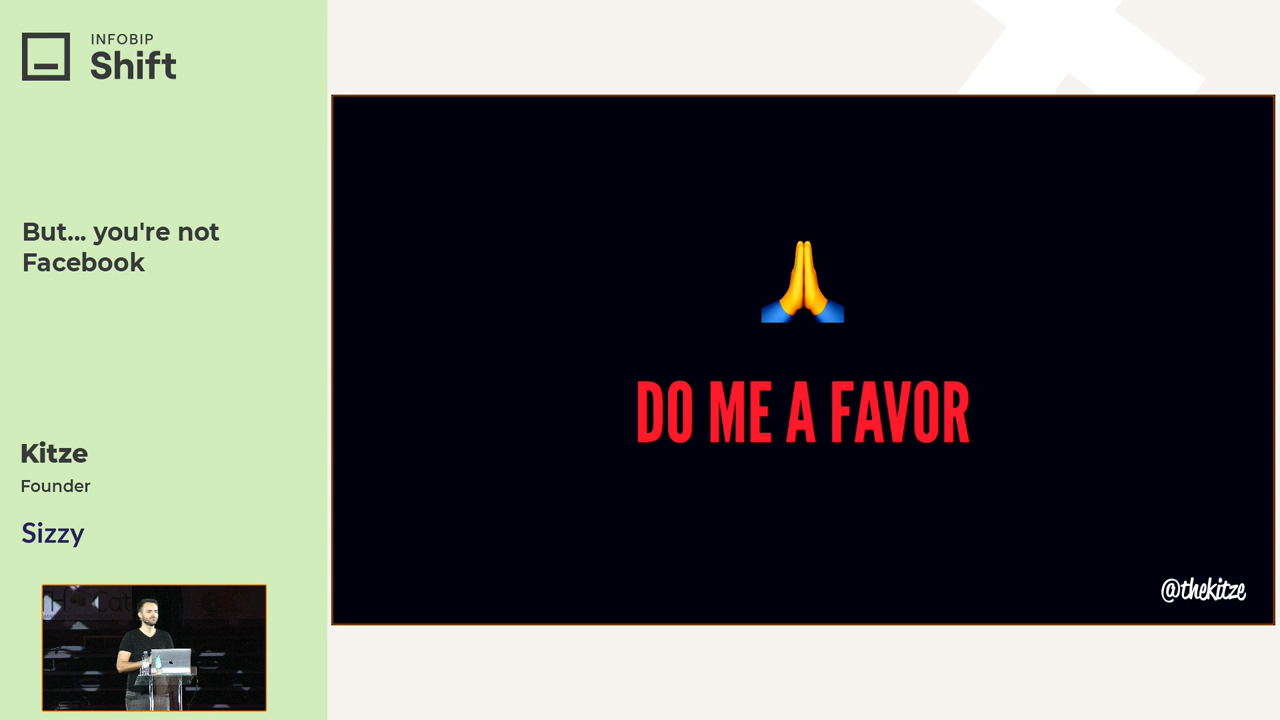 INFOBIP
Shift
But... you're not
Facebook
Kitze
Founder
Sizzy
DO ME A FAVOR
@thekitze